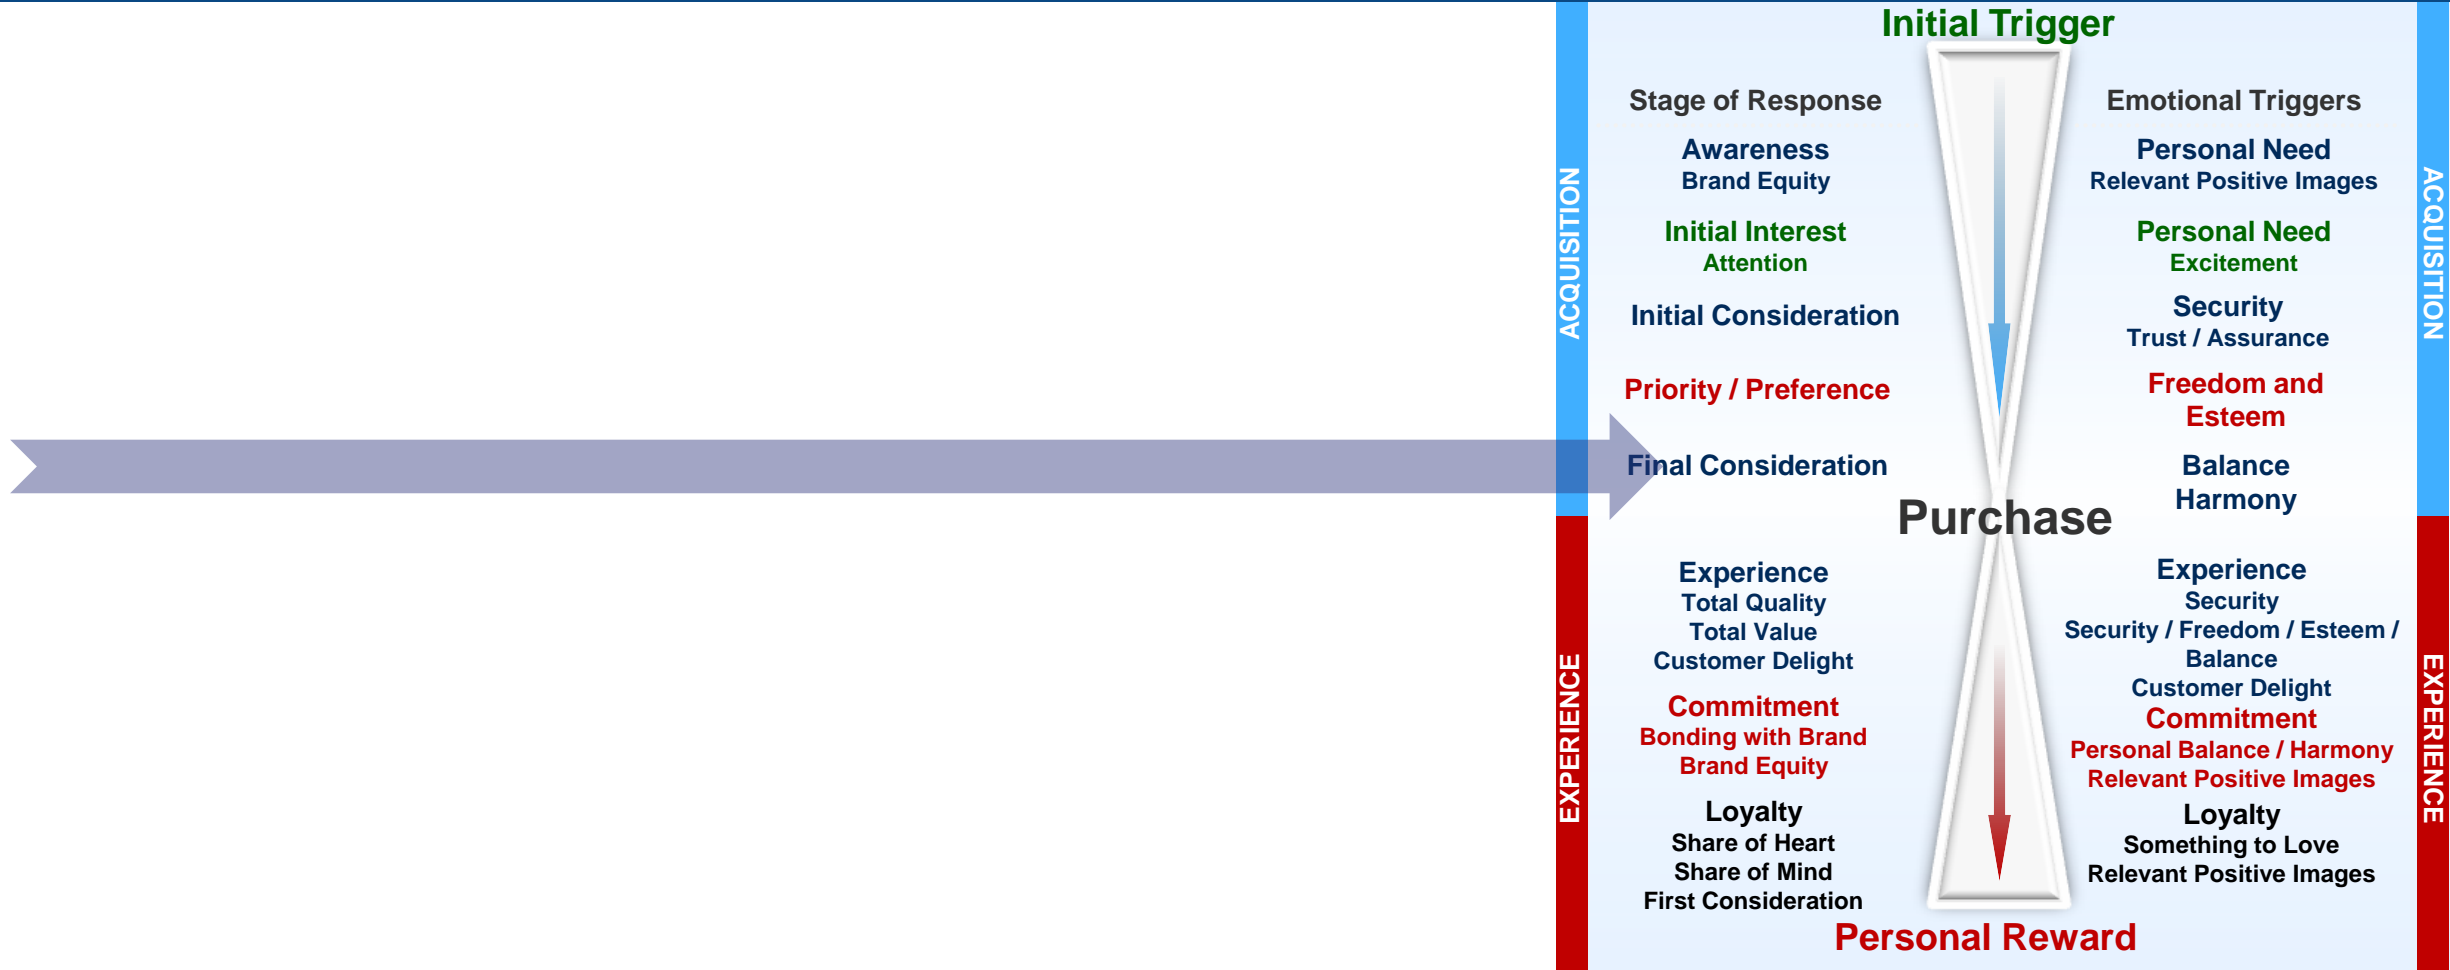 Initial Trigger
Stage of Response
Emotional Triggers
Awareness
Brand Equity
Personal Need
Relevant Positive Images
Initial Interest
Attention
Personal Need
Excitement
Initial Consideration
Security
Trust / Assurance
Priority / Preference
Freedom and
Esteem
Final Consideration
Balance
Harmony
ACQUISITION
ACQUISITION
Purchase
Experience
Total Quality
Total Value
Customer Delight
Experience
Security
Security / Freedom / Esteem /
Balance
Customer Delight
Commitment
Bonding with Brand
Brand Equity
Commitment
Personal Balance / Harmony
Relevant Positive Images
Loyalty
Share of Heart
Share of Mind
First Consideration
Loyalty
Something to Love
Relevant Positive Images
EXPERIENCE
EXPERIENCE
Personal Reward